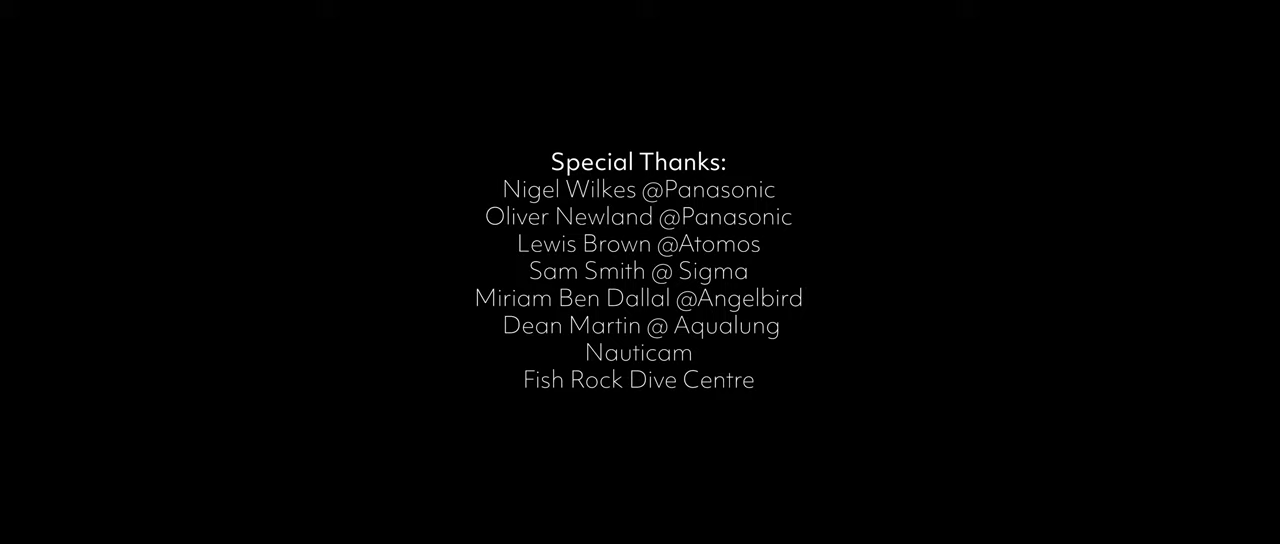 Special Thanks:
Nigel Wilkes @Panasonic
Oliver Newland @Panasonic
Lewis Brown @Atomos
Sam Smith @ Sigma
Miriam Ben Dallal @Angelbird
Dean Martin @ Aqualung
Nauticam
Fish Rock Dive Centre